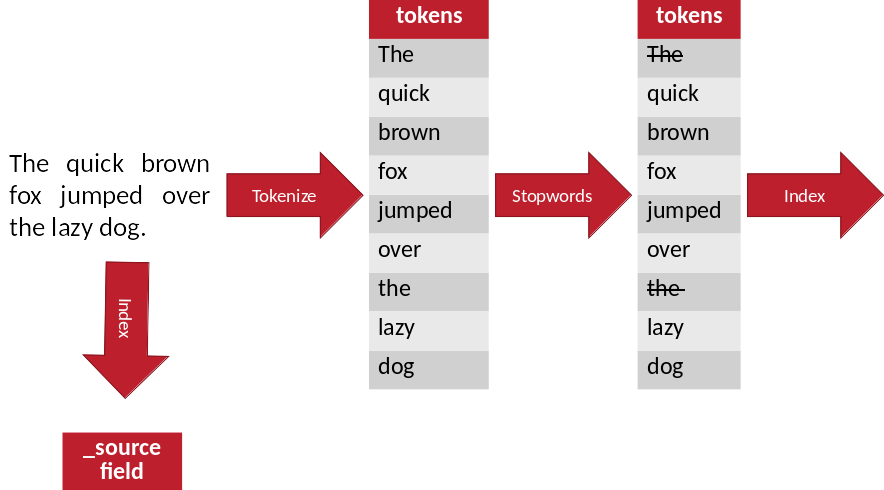 The quick brown
fox jumped over
the lazy dog.
Tokenize
tokens
The
quick
brown
fox
jumped
over
the
lazy
dog
Stopwords
tokens
The
quick
brown
fox
jumped
over
the
lazy
dog
Index
Index
_source
field